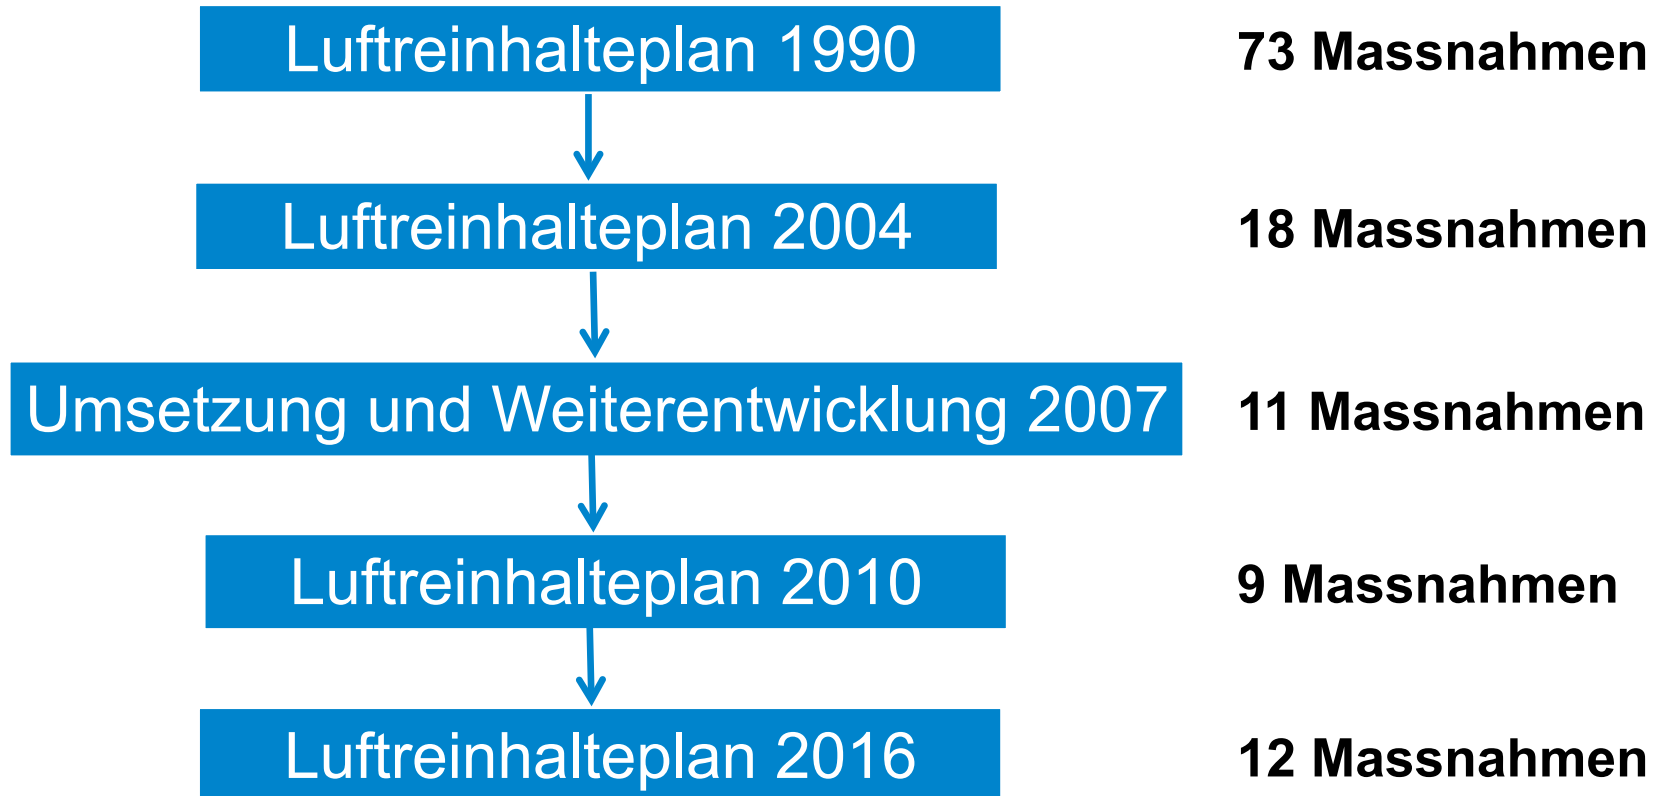 Luftreinhalteplan 1990 73 Massnahmen
Luftreinhalteplan 2004 18 Massnahmen
Umsetzung und Weiterentwicklung 2007 11 Massnahmen
Luftreinhalteplan 2010 9 Massnahmen
Luftreinhalteplan 2016 12 Massnahmen